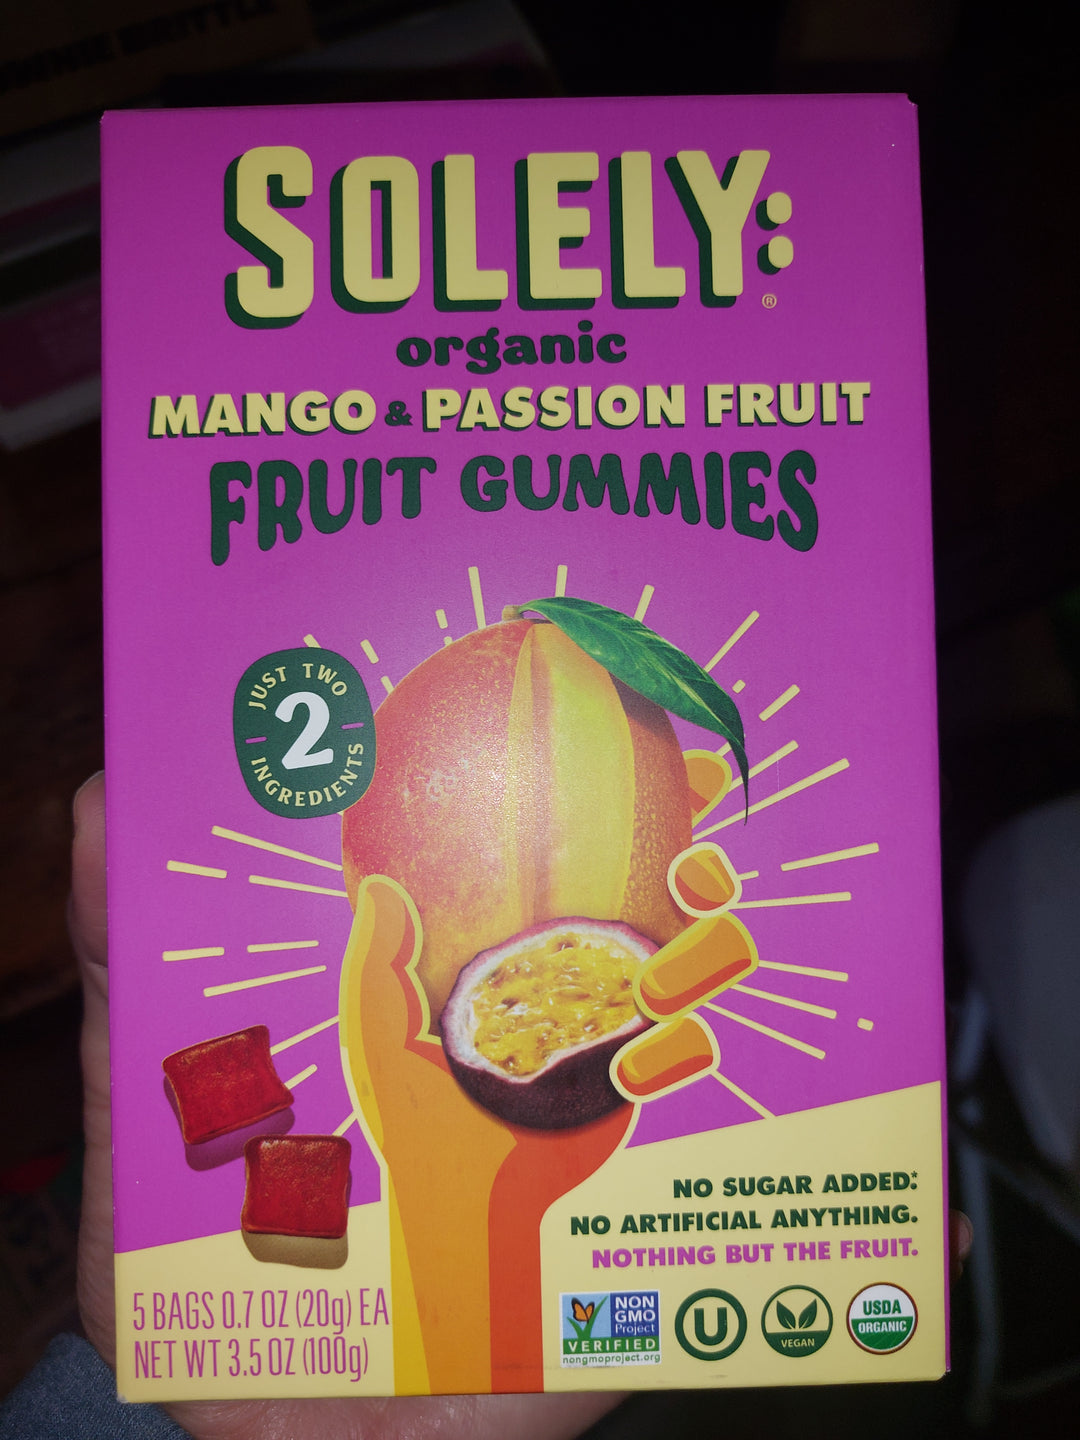 WNIE BRITTLE
SOLELY:®
organic
MANGO & PASSION FRUIT
FRUIT GUMMIES
JUST TWO
2
INGREDIENTS
NO SUGAR ADDED:*
NO ARTIFICIAL ANYTHING.
NOTHING BUT THE FRUIT.
5 BAGS 0.7 OZ (20g) EA
NET WT 3.5 OZ (100g)
NON
GMO
Project
VERIFIED
nongmoproject.org
U
VEGAN
USDA
ORGANIC